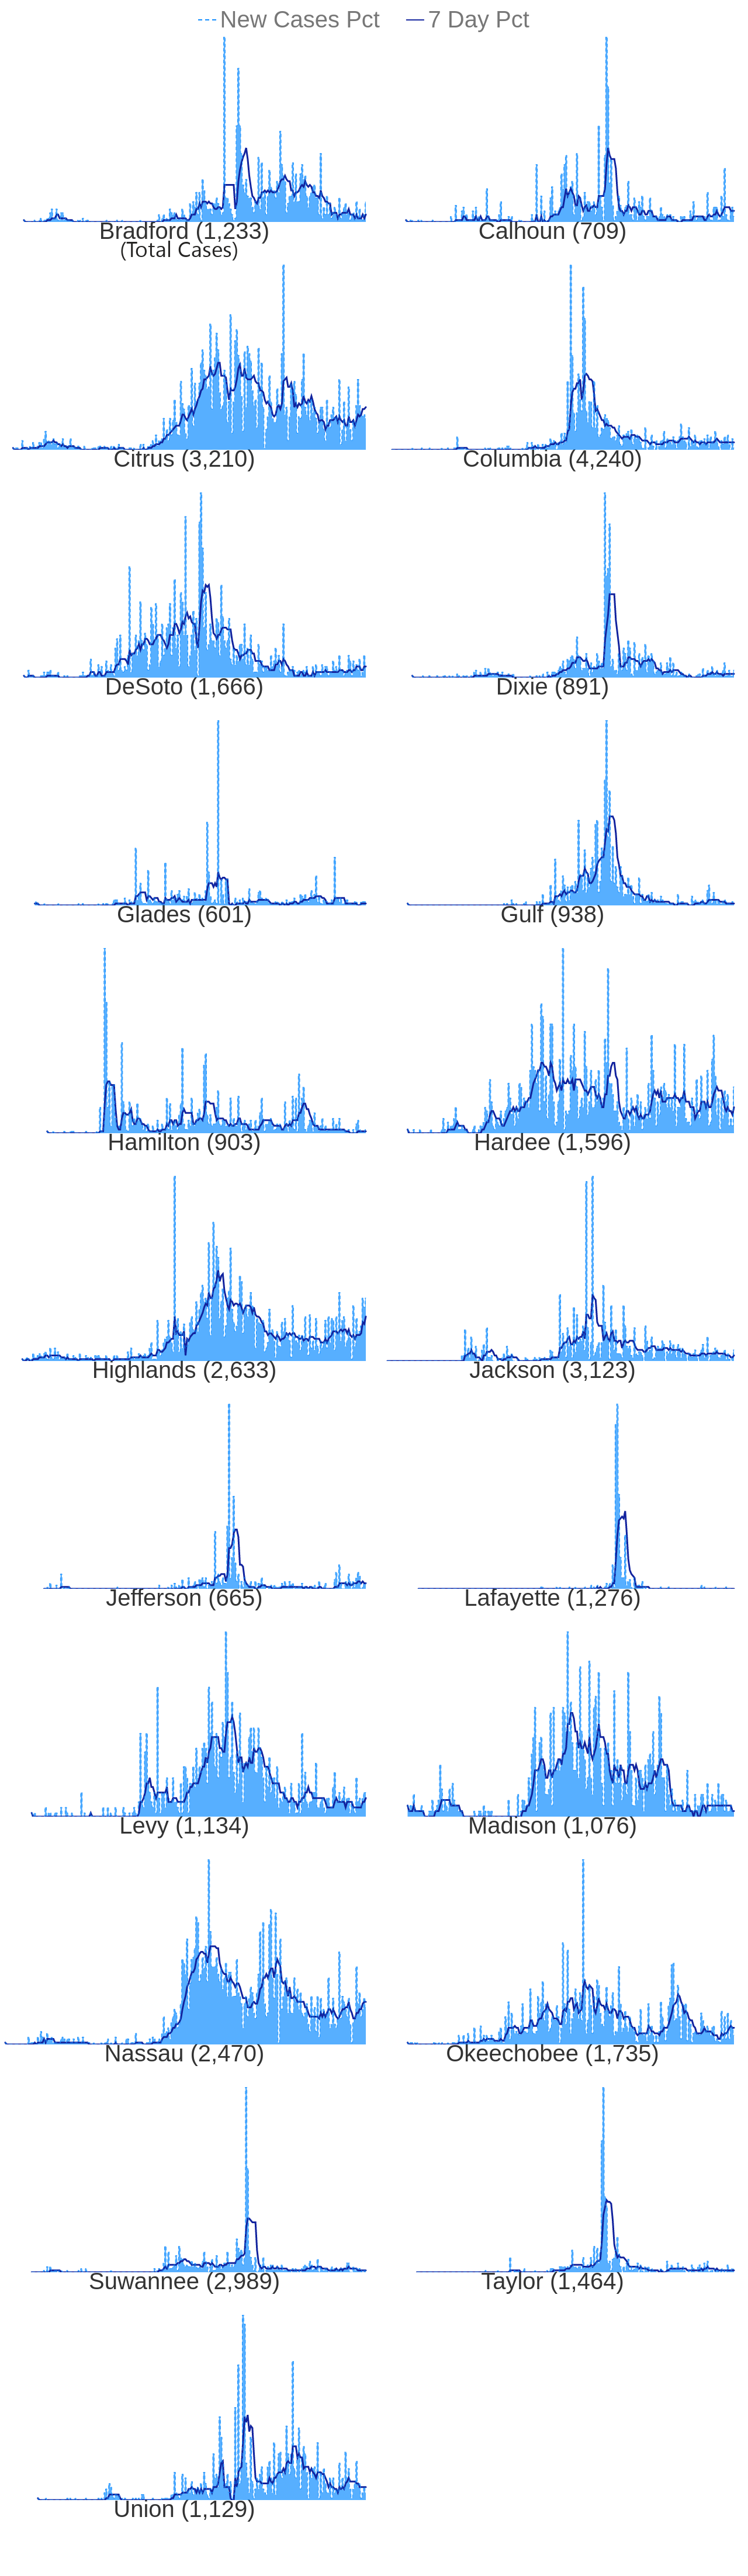 New Cases Pct 7 Day Pct
Bradford (1,233) Calhoun (709)
(Total Cases)
Citrus (3,210) Columbia (4,240)
DeSoto (1,666) Dixie (891)
Glades (601) Gulf (938)
Hamilton (903) Hardee (1,596)
Highlands (2,633) Jackson (3,123)
Jefferson (665) Lafayette (1,276)
Levy (1,134) Madison (1,076)
Nassau (2,470) Okeechobee (1,735)
Suwannee (2,989) Taylor (1,464)
Union (1,129)